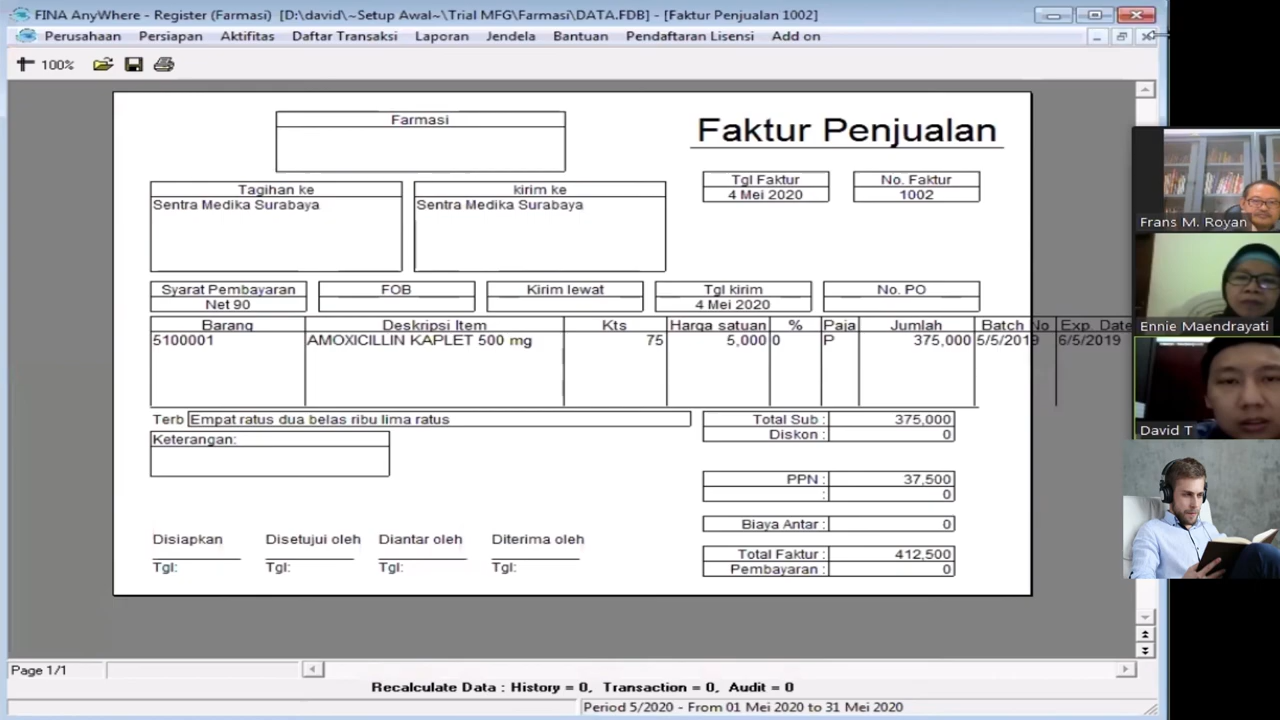 FINA AnyWhere - Register (Farmasi) [D:\david\~Setup Awal~\Trial MFG\Farmasi\DATA.FDB] - [Faktur Penjualan 1002]
Perusahaan Persiapan Aktifitas Daftar Transaksi Laporan Jendela Bantuan Pendaftaran Lisensi Add on
100%
Farmasi
Faktur Penjualan
Tgl Faktur No. Faktur
4 Mei 2020 1002
Tagihan ke kirim ke
Sentra Medika Surabaya Sentra Medika Surabaya
Frans M. Royan
Syarat Pembayaran FOB Kirim lewat Tgl kirim No. PO
Net 90 4 Mei 2020
Barang Deskripsi Item Kts Harga satuan % Paja Jumlah Batch No Exp. Date
5100001 AMOXICILLIN KAPLET 500 mg 75 5,000 0 P 375,000 5/5/2019 6/5/2019
Ennie Maendrayati
Terb Empat ratus dua belas ribu lima ratus
Total Sub : 375,000
Diskon : 0
Keterangan:
David T
PPN : 37,500
: 0
Biaya Antar : 0
Disiapkan Disetujui oleh Diantar oleh Diterima oleh
Total Faktur : 412,500
Tgl: Tgl: Tgl: Tgl:
Pembayaran : 0
Page 1/1
Recalculate Data : History = 0, Transaction = 0, Audit = 0
Period 5/2020 - From 01 Mei 2020 to 31 Mei 2020